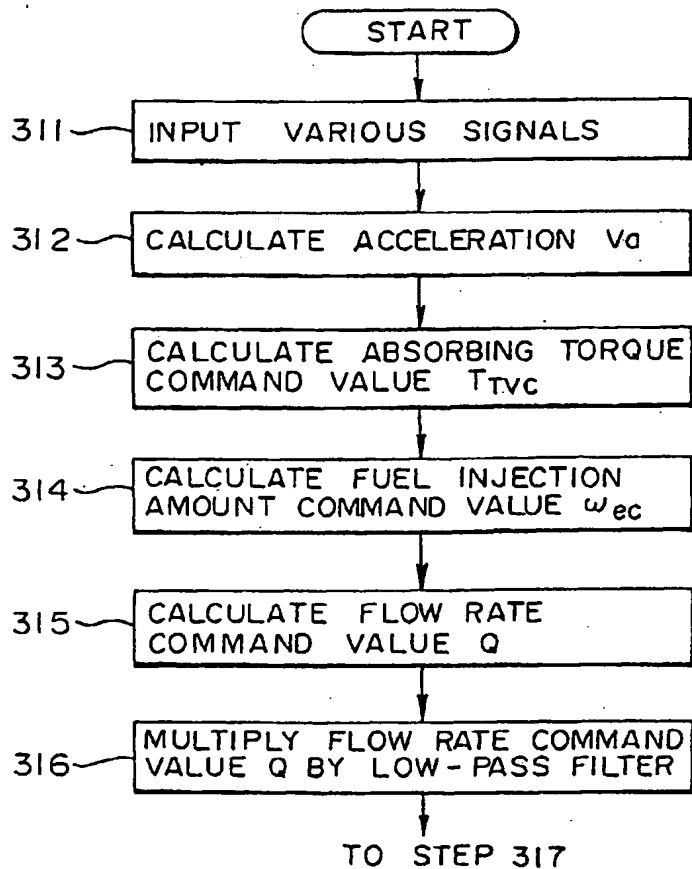 START
311
INPUT VARIOUS SIGNALS
312
CALCULATE ACCELERATION Va
313
CALCULATE ABSORBING TORQUE
COMMAND VALUE TTVC
314
CALCULATE FUEL INJECTION
AMOUNT COMMAND VALUE ωec
315
CALCULATE FLOW RATE
COMMAND VALUE Q
316
MULTIPLY FLOW RATE COMMAND
VALUE Q BY LOW-PASS FILTER
TO STEP 317